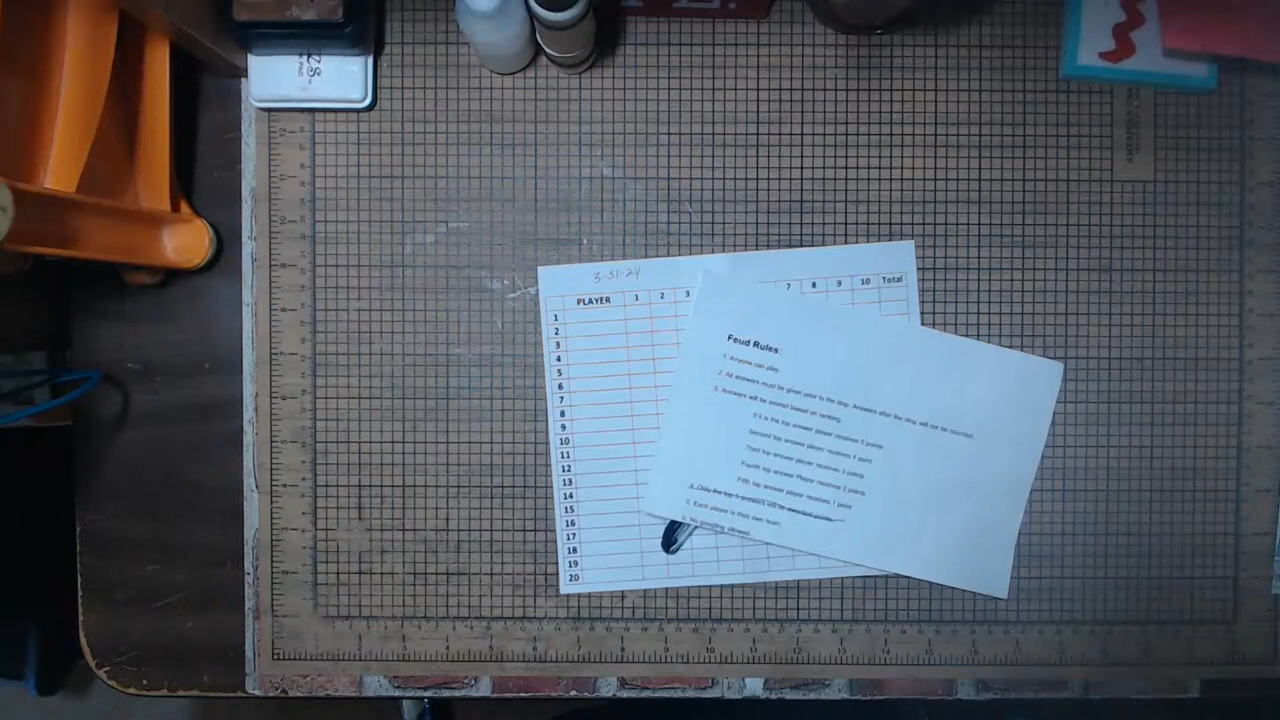 3-31-24
PLAYER 1 2 3 7 8 9 10 Total
1
2
3
4
5
6
7
8
9
10
11
12
13
14
15
16
17
18
19
20
Feud Rules:
1. Anyone can play.
2. All answers must be given prior to the stop. Answers after the stop will not be counted.
3. Answers will be scored based on ranking.
If it is the top answer player receives 5 points
Second top answer player receives 4 point
Third top answer player receives 3 points
Fourth top answer Player receives 2 points
Fifth top answer player receives 1 point
4. Only the top 5 answers will be awarded points.
5. Each player is their own team.
6. No googling allowed.